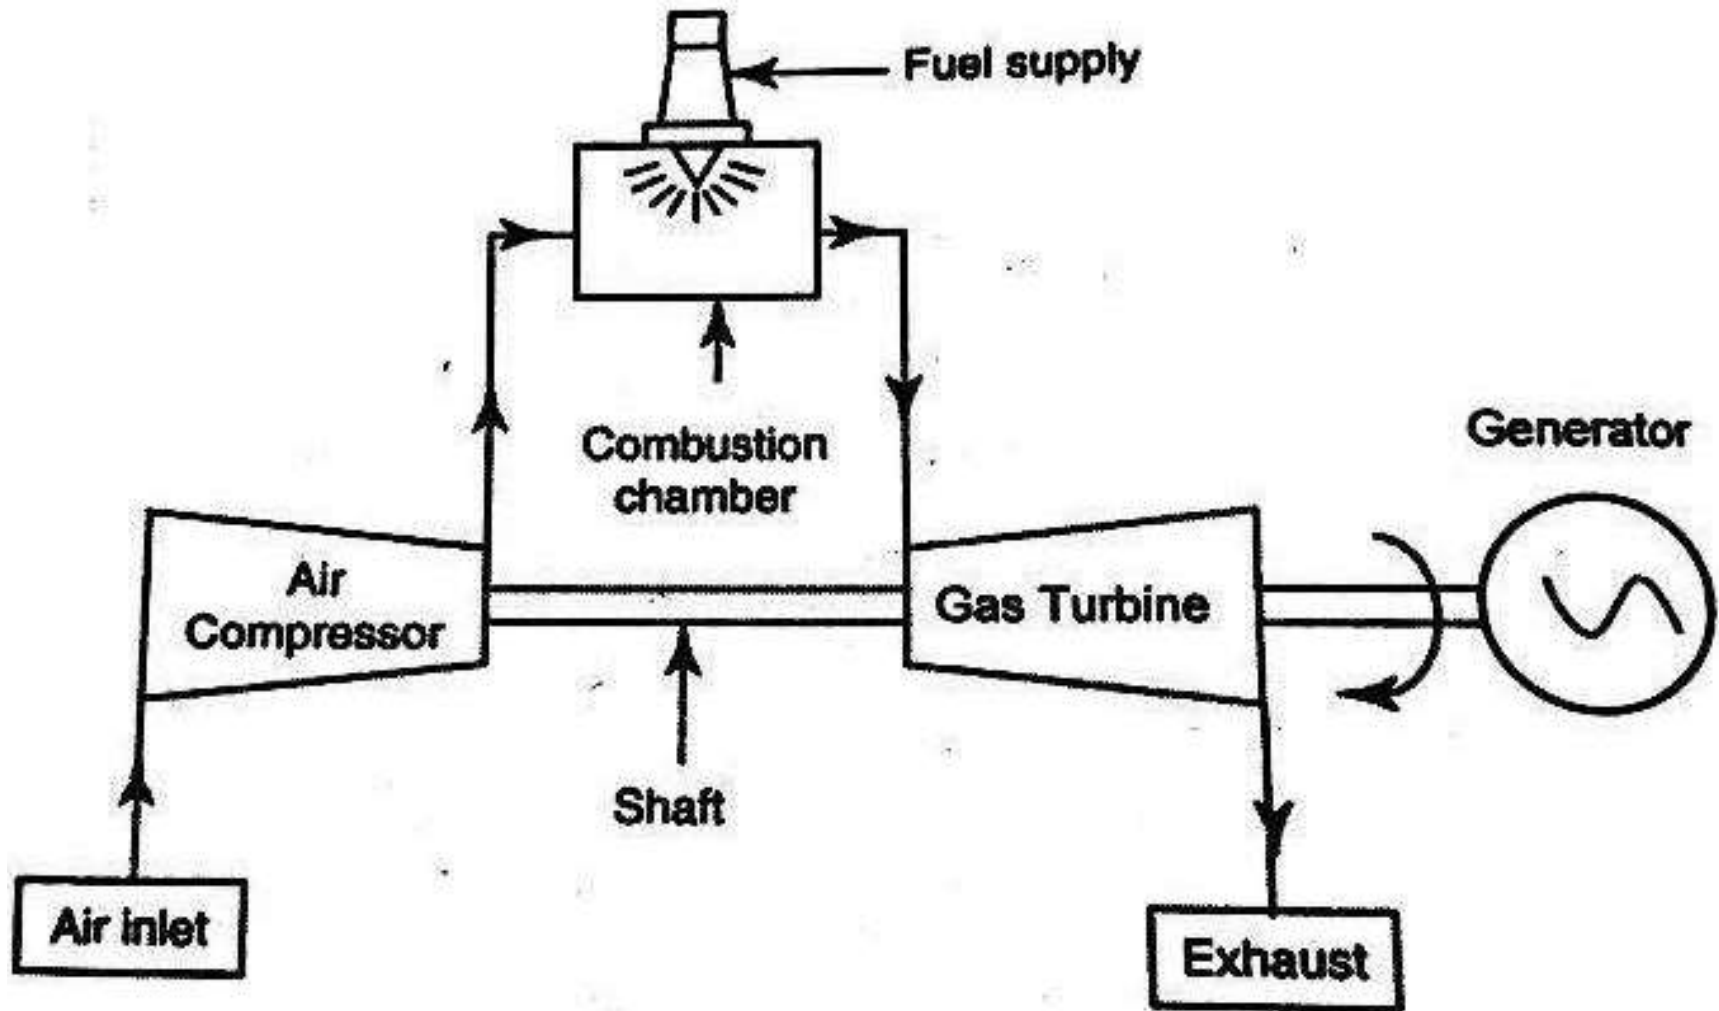 Fuel supply
Combustion
chamber
Generator
Air
Compressor
Gas Turbine
Shaft
Air inlet
Exhaust